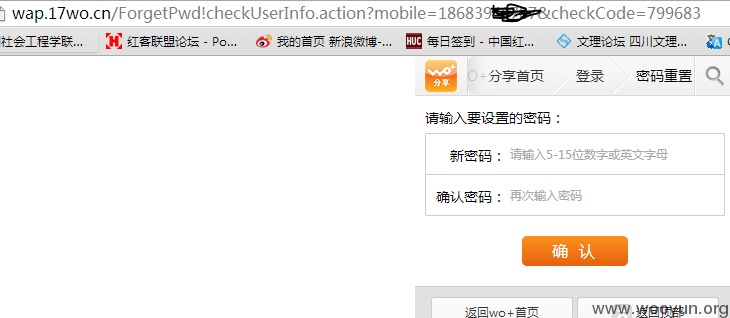 wap.17wo.cn/ForgetPwd!checkUserInfo.action?mobile=18683 7&checkCode=799683
社会工程学联... 红客联盟论坛 - Po... 我的首页 新浪微博-... HUC 每日签到 - 中国红... 文理论坛 四川文理...
wo+ 分享 O+分享首页 登录 密码重置
请输入要设置的密码：
新密码： 请输入5-15位数字或英文字母
确认密码： 再次输入密码
确 认
返回wo+首页 返回顶部
www.wooyun.org